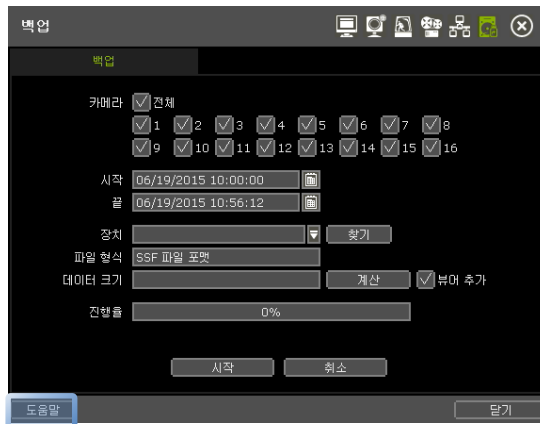 백업
백업
카메라 전체
1 2 3 4 5 6 7 8
9 10 11 12 13 14 15 16
시작 06/19/2015 10:00:00
끝 06/19/2015 10:56:12
장치 찾기
파일 형식 SSF 파일 포맷
데이터 크기 계산 뷰어 추가
진행율 0%
시작 취소
도움말 닫기